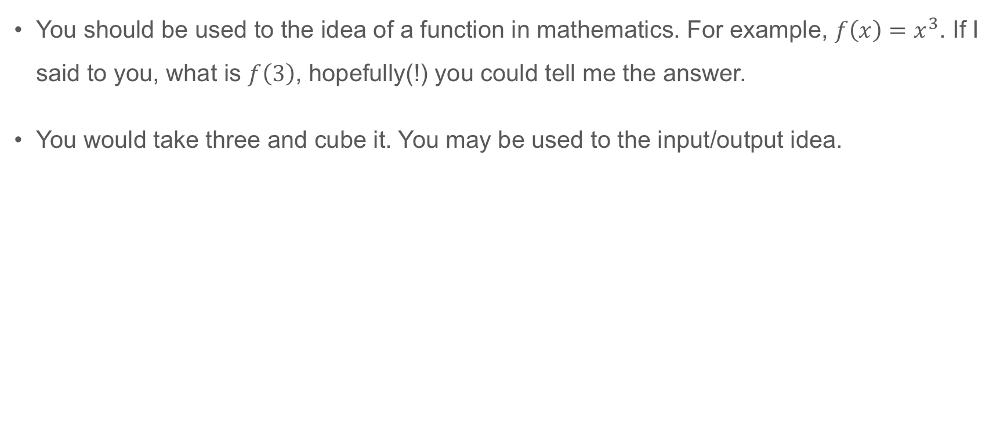 • You should be used to the idea of a function in mathematics. For example, f(x) = x³. If I
said to you, what is f(3), hopefully(!) you could tell me the answer.
• You would take three and cube it. You may be used to the input/output idea.